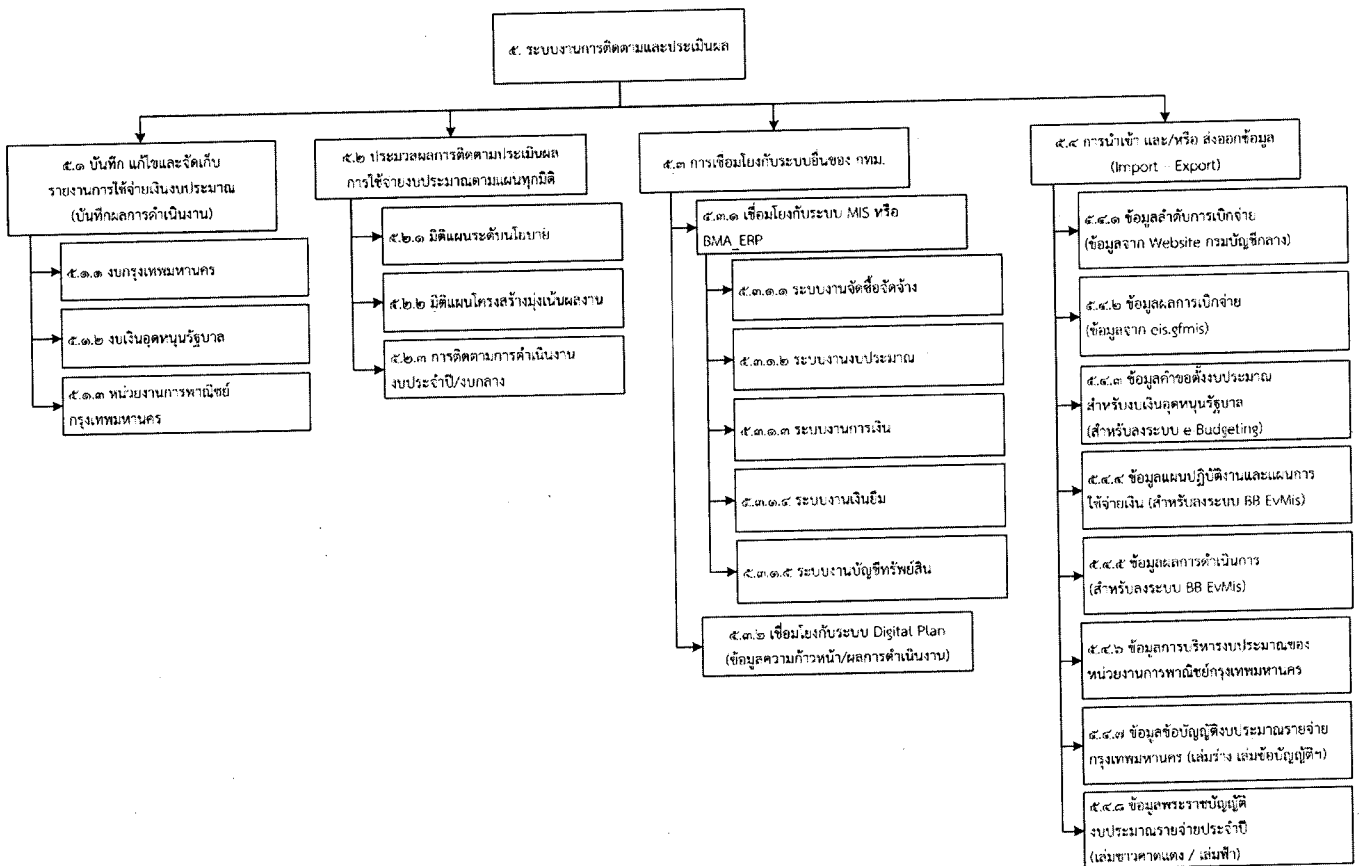 ๕. ระบบงานการติดตามและประเมินผล
๕.๑ บันทึก แก้ไขและจัดเก็บ
รายงานการใช้จ่ายเงินงบประมาณ
(บันทึกผลการดำเนินงาน)
๕.๑.๑ งบกรุงเทพมหานคร
๕.๑.๒ งบเงินอุดหนุนรัฐบาล
๕.๑.๓ หน่วยงานการพาณิชย์
กรุงเทพมหานคร
๕.๒ ประมวลผลการติดตามประเมินผล
การใช้จ่ายงบประมาณตามแผนทุกมิติ
๕.๒.๑ มิติแผนระดับนโยบาย
๕.๒.๒ มิติแผนโครงสร้างมุ่งเน้นผลงาน
๕.๒.๓ การติดตามการดำเนินงาน
งบประจำปี/งบกลาง
๕.๓ การเชื่อมโยงกับระบบอื่นของ กทม.
๕.๓.๑ เชื่อมโยงกับระบบ MIS หรือ
BMA_ERP
๕.๓.๑.๑ ระบบงานจัดซื้อจัดจ้าง
๕.๓.๑.๒ ระบบงานงบประมาณ
๕.๓.๑.๓ ระบบงานการเงิน
๕.๓.๑.๔ ระบบงานเงินยืม
๕.๓.๑.๕ ระบบงานบัญชีทรัพย์สิน
๕.๓.๒ เชื่อมโยงกับระบบ Digital Plan
(ข้อมูลความก้าวหน้า/ผลการดำเนินงาน)
๕.๔ การนำเข้า และ/หรือ ส่งออกข้อมูล
(Import – Export)
๕.๔.๑ ข้อมูลลำดับการเบิกจ่าย
(ข้อมูลจาก Website กรมบัญชีกลาง)
๕.๔.๒ ข้อมูลผลการเบิกจ่าย
(ข้อมูลจาก eis.gfmis)
๕.๔.๓ ข้อมูลคำขอตั้งงบประมาณ
สำหรับงบเงินอุดหนุนรัฐบาล
(สำหรับลงระบบ e Budgeting)
๕.๔.๔ ข้อมูลแผนปฏิบัติงานและแผนการ
ใช้จ่ายเงิน (สำหรับลงระบบ BB EvMis)
๕.๔.๕ ข้อมูลผลการดำเนินการ
(สำหรับลงระบบ BB EvMis)
๕.๔.๖ ข้อมูลการบริหารงบประมาณของ
หน่วยงานการพาณิชย์กรุงเทพมหานคร
๕.๔.๗ ข้อมูลข้อบัญญัติงบประมาณรายจ่าย
กรุงเทพมหานคร (เล่มร่าง เล่มข้อบัญญัติฯ)
๕.๔.๘ ข้อมูลพระราชบัญญัติ
งบประมาณรายจ่ายประจำปี
(เล่มขาวคาดแดง / เล่มฟ้า)